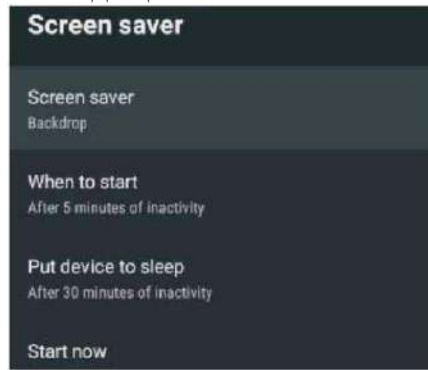 Screen saver
Screen saver
Backdrop
When to start
After 5 minutes of inactivity
Put device to sleep
After 30 minutes of inactivity
Start now